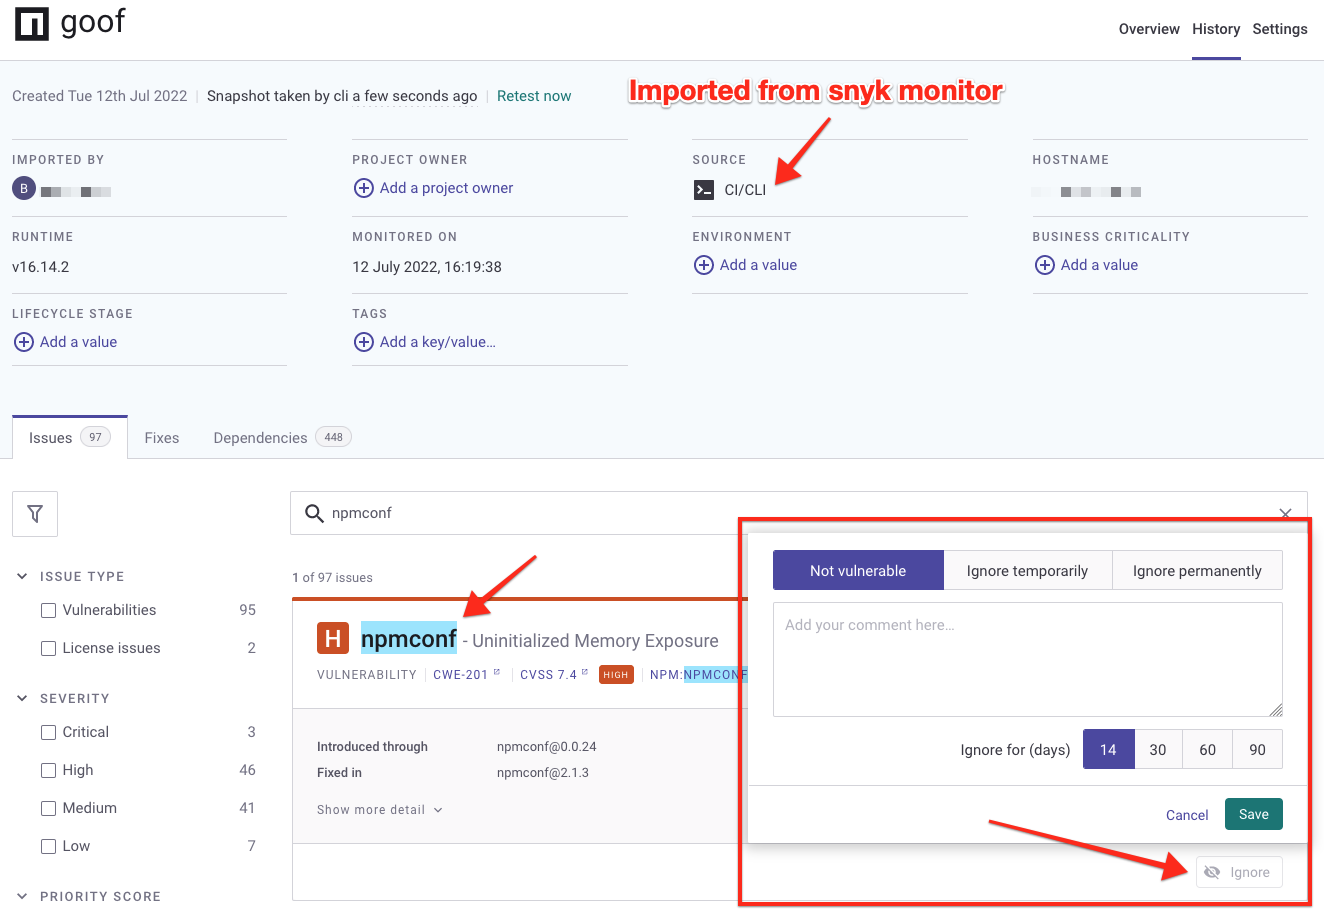 goof
Overview History Settings
Created Tue 12th Jul 2022 | Snapshot taken by cli a few seconds ago | Retest now
Imported from snyk monitor
IMPORTED BY
B
PROJECT OWNER
Add a project owner
SOURCE
CI/CLI
HOSTNAME
RUNTIME
v16.14.2
MONITORED ON
12 July 2022, 16:19:38
ENVIRONMENT
Add a value
BUSINESS CRITICALITY
Add a value
LIFECYCLE STAGE
Add a value
TAGS
Add a key/value...
Issues 97 Fixes Dependencies 448
npmconf
ISSUE TYPE
Vulnerabilities 95
License issues 2
SEVERITY
Critical 3
High 46
Medium 41
Low 7
PRIORITY SCORE
1 of 97 issues
H npmconf - Uninitialized Memory Exposure
VULNERABILITY | CWE-201 | CVSS 7.4 HIGH | NPM:NPMCONF
Introduced through npmconf@0.0.24
Fixed in npmconf@2.1.3
Show more detail
Not vulnerable Ignore temporarily Ignore permanently
Add your comment here...
Ignore for (days) 14 30 60 90
Cancel Save
Ignore